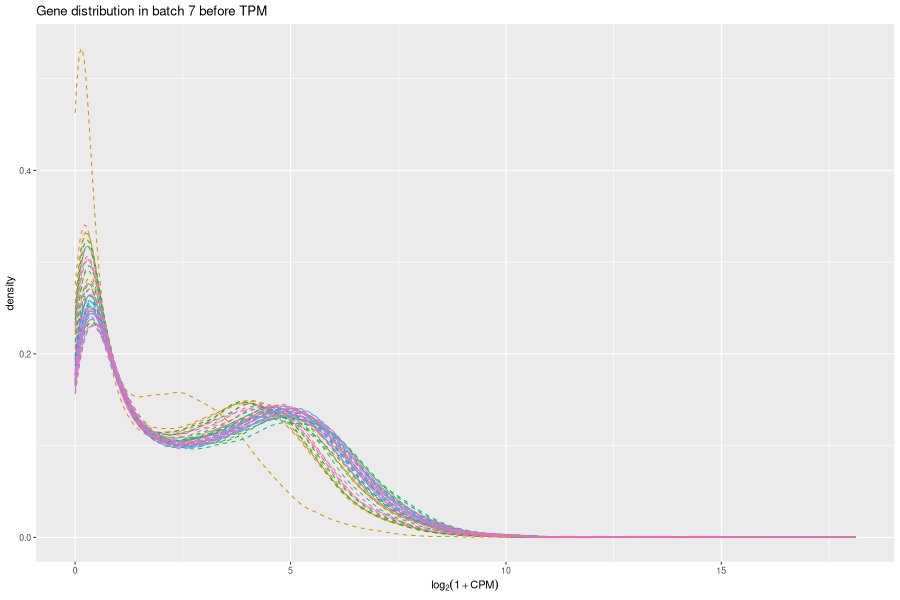 Gene distribution in batch 7 before TPM
density
0.4
0.2
0.0
0 5 10 15
log₂(1 + CPM)